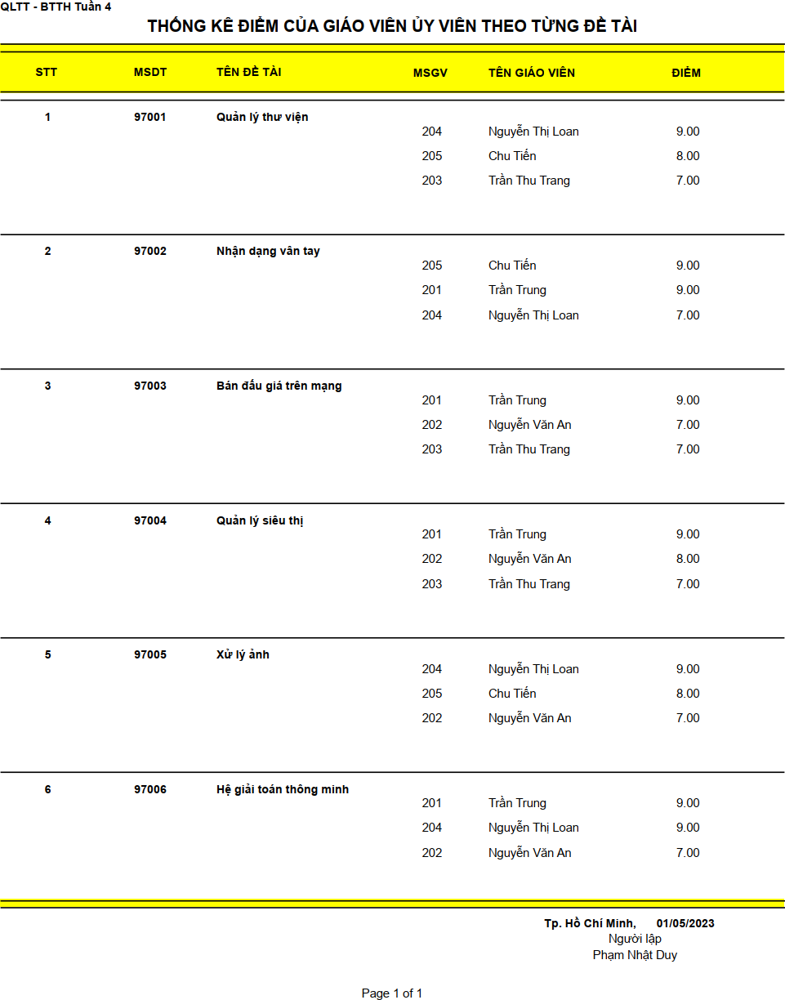 QLTT - BTTH Tuần 4
THỐNG KÊ ĐIỂM CỦA GIÁO VIÊN ỦY VIÊN THEO TỪNG ĐỀ TÀI
STT MSDT TÊN ĐỀ TÀI MSGV TÊN GIÁO VIÊN ĐIỂM
1 97001 Quản lý thư viện
204 Nguyễn Thị Loan 9.00
205 Chu Tiến 8.00
203 Trần Thu Trang 7.00
2 97002 Nhận dạng vân tay
205 Chu Tiến 9.00
201 Trần Trung 9.00
204 Nguyễn Thị Loan 7.00
3 97003 Bán đấu giá trên mạng
201 Trần Trung 9.00
202 Nguyễn Văn An 7.00
203 Trần Thu Trang 7.00
4 97004 Quản lý siêu thị
201 Trần Trung 9.00
202 Nguyễn Văn An 8.00
203 Trần Thu Trang 7.00
5 97005 Xử lý ảnh
204 Nguyễn Thị Loan 9.00
205 Chu Tiến 8.00
202 Nguyễn Văn An 7.00
6 97006 Hệ giải toán thông minh
201 Trần Trung 9.00
204 Nguyễn Thị Loan 9.00
202 Nguyễn Văn An 7.00
Tp. Hồ Chí Minh, 01/05/2023
Người lập
Phạm Nhật Duy
Page 1 of 1